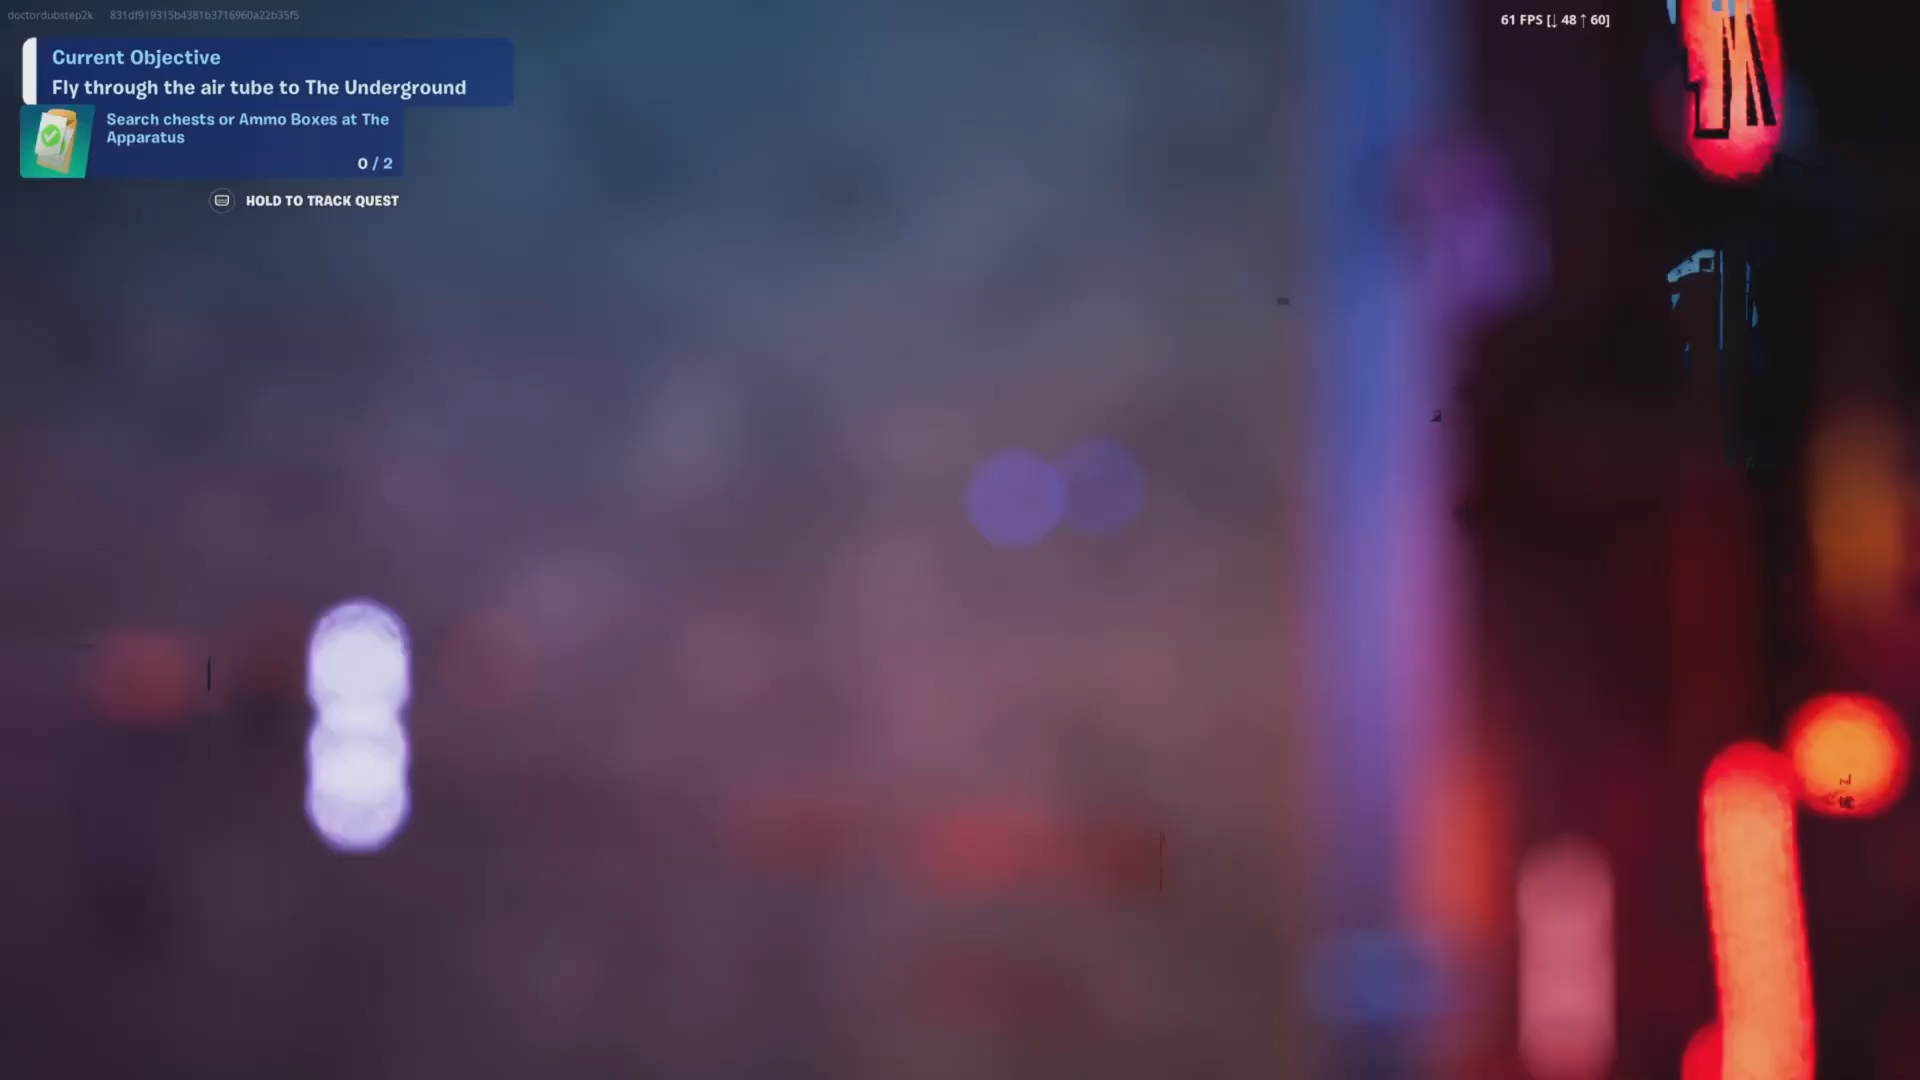 doctordubstep2k 831df919315b4381b3716960a22b35f5
61 FPS [↓ 48 ↑ 60]
Current Objective
Fly through the air tube to The Underground
Search chests or Ammo Boxes at The
Apparatus
0 / 2
HOLD TO TRACK QUEST